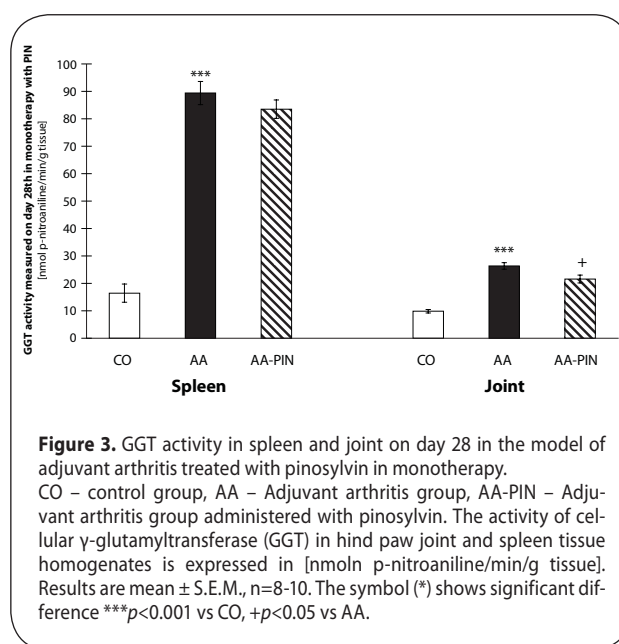 GGT activity measured on day 28th in monotherapy with PIN
[nmol p-nitroaniline/min/g tissue]
100
90
80
70
60
50
40
30
20
10
0
***
***
+
CO AA AA-PIN CO AA AA-PIN
Spleen Joint
Figure 3. GGT activity in spleen and joint on day 28 in the model of
adjuvant arthritis treated with pinosylvin in monotherapy.
CO – control group, AA – Adjuvant arthritis group, AA-PIN – Adju-
vant arthritis group administered with pinosylvin. The activity of cel-
lular γ-glutamyltransferase (GGT) in hind paw joint and spleen tissue
homogenates is expressed in [nmoln p-nitroaniline/min/g tissue].
Results are mean ± S.E.M., n=8-10. The symbol (*) shows significant dif-
ference ***p<0.001 vs CO, +p<0.05 vs AA.